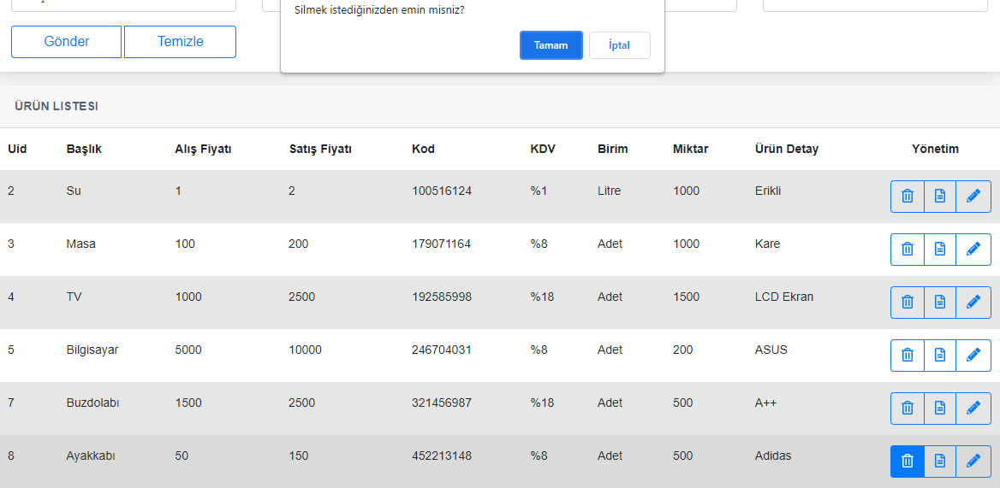 Silmek istediğinizden emin misniz?
Tamam İptal
Gönder Temizle
ÜRÜN LISTESI
Uid Başlık Alış Fiyatı Satış Fiyatı Kod KDV Birim Miktar Ürün Detay Yönetim
2 Su 1 2 100516124 %1 Litre 1000 Erikli
3 Masa 100 200 179071164 %8 Adet 1000 Kare
4 TV 1000 2500 192585998 %18 Adet 1500 LCD Ekran
5 Bilgisayar 5000 10000 246704031 %8 Adet 200 ASUS
7 Buzdolabı 1500 2500 321456987 %18 Adet 500 A++
8 Ayakkabı 50 150 452213148 %8 Adet 500 Adidas